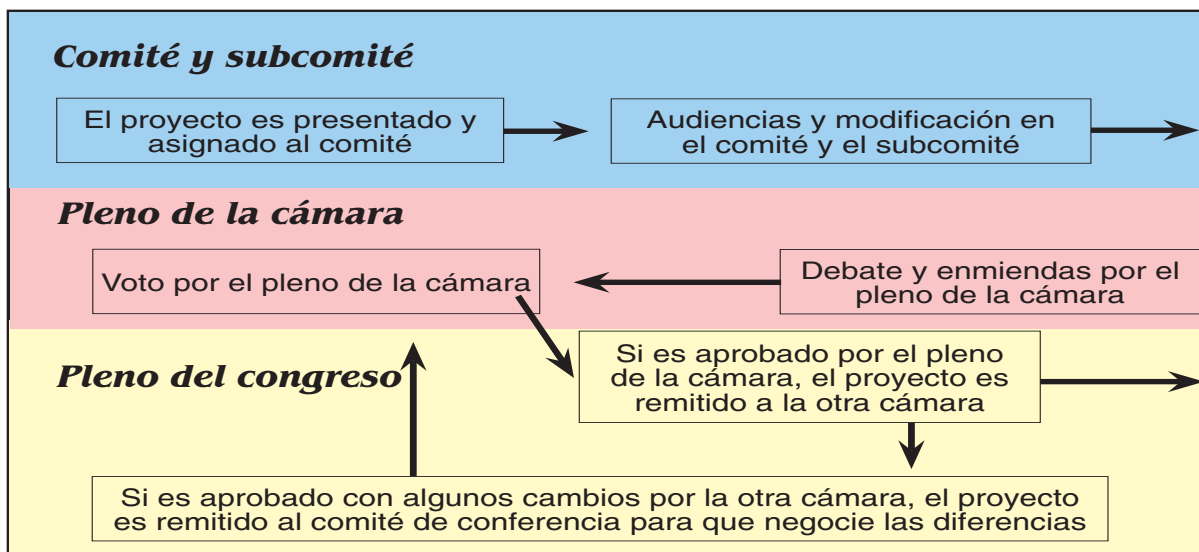 Comité y subcomité
El proyecto es presentado y
asignado al comité
Audiencias y modificación en
el comité y el subcomité
Pleno de la cámara
Voto por el pleno de la cámara
Debate y enmiendas por el
pleno de la cámara
Pleno del congreso
Si es aprobado por el pleno
de la cámara, el proyecto es
remitido a la otra cámara
Si es aprobado con algunos cambios por la otra cámara, el proyecto
es remitido al comité de conferencia para que negocie las diferencias